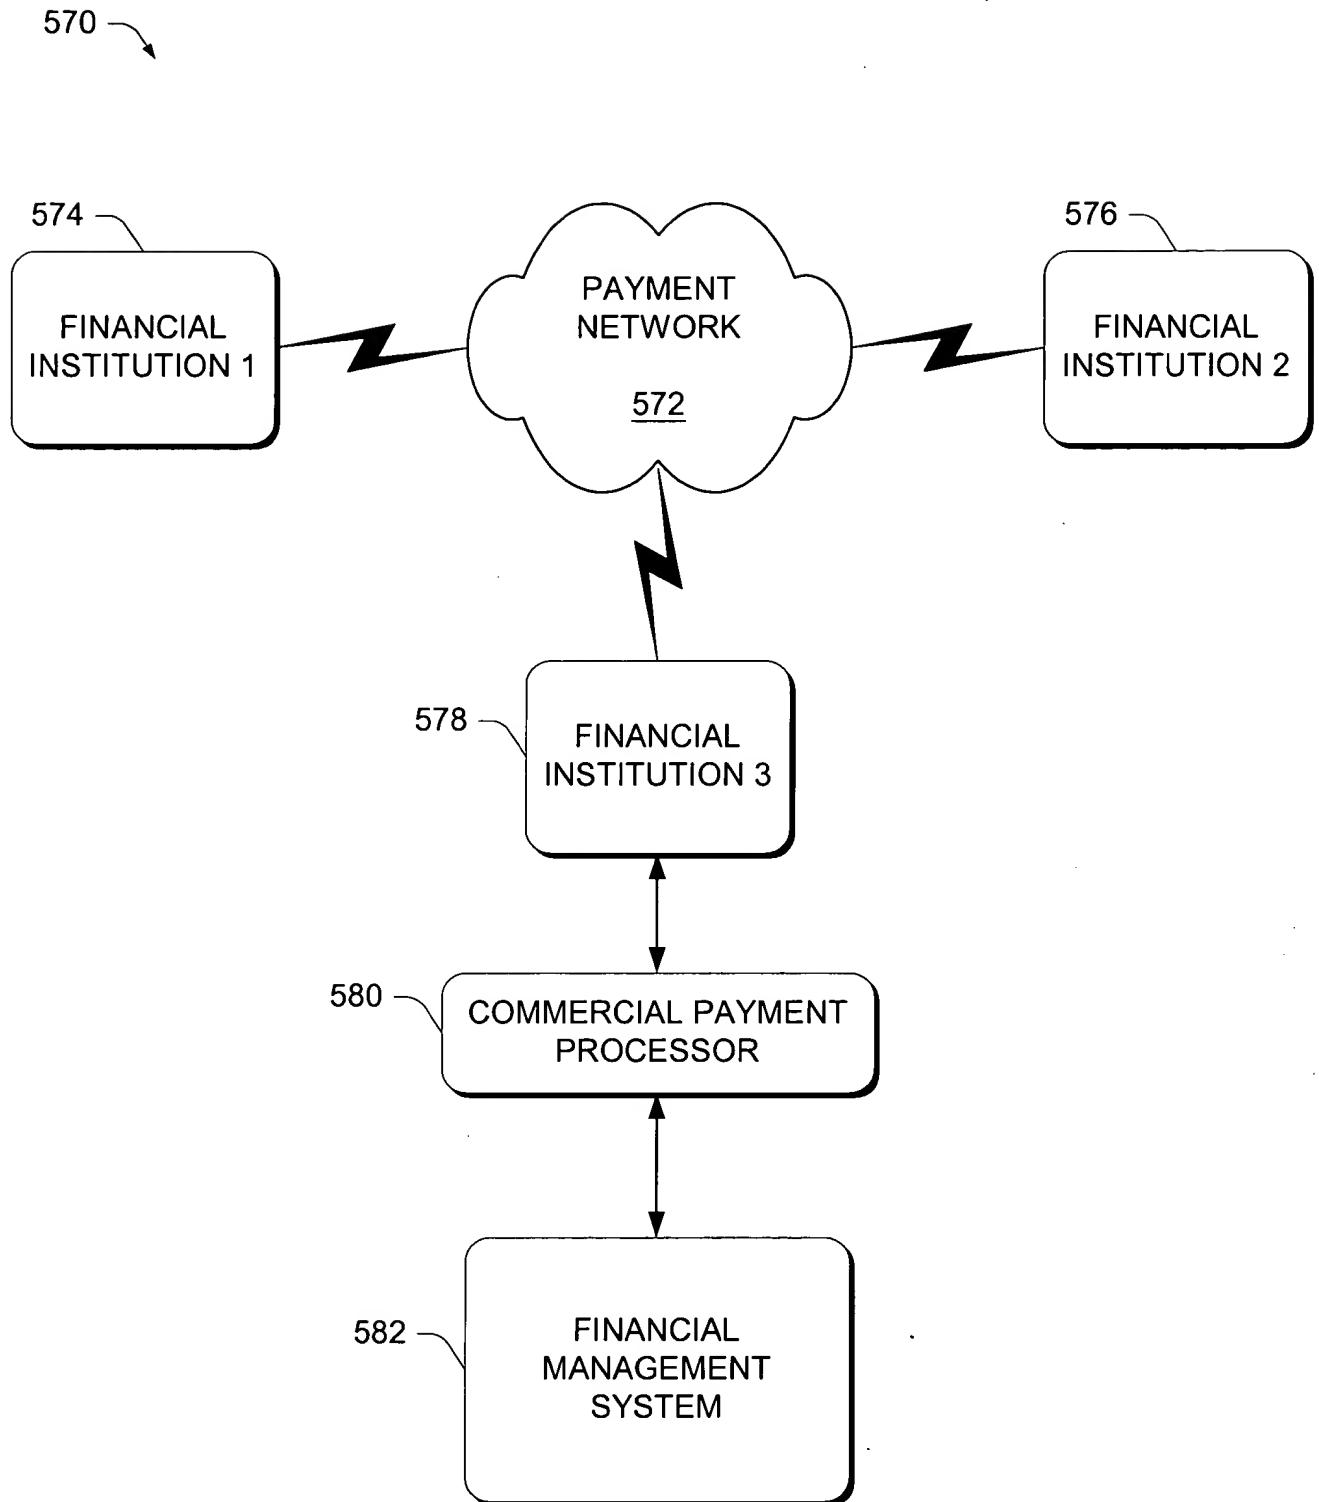 570
574
576
FINANCIAL
INSTITUTION 1
PAYMENT
NETWORK
572
FINANCIAL
INSTITUTION 2
578
FINANCIAL
INSTITUTION 3
580
COMMERCIAL PAYMENT
PROCESSOR
582
FINANCIAL
MANAGEMENT
SYSTEM